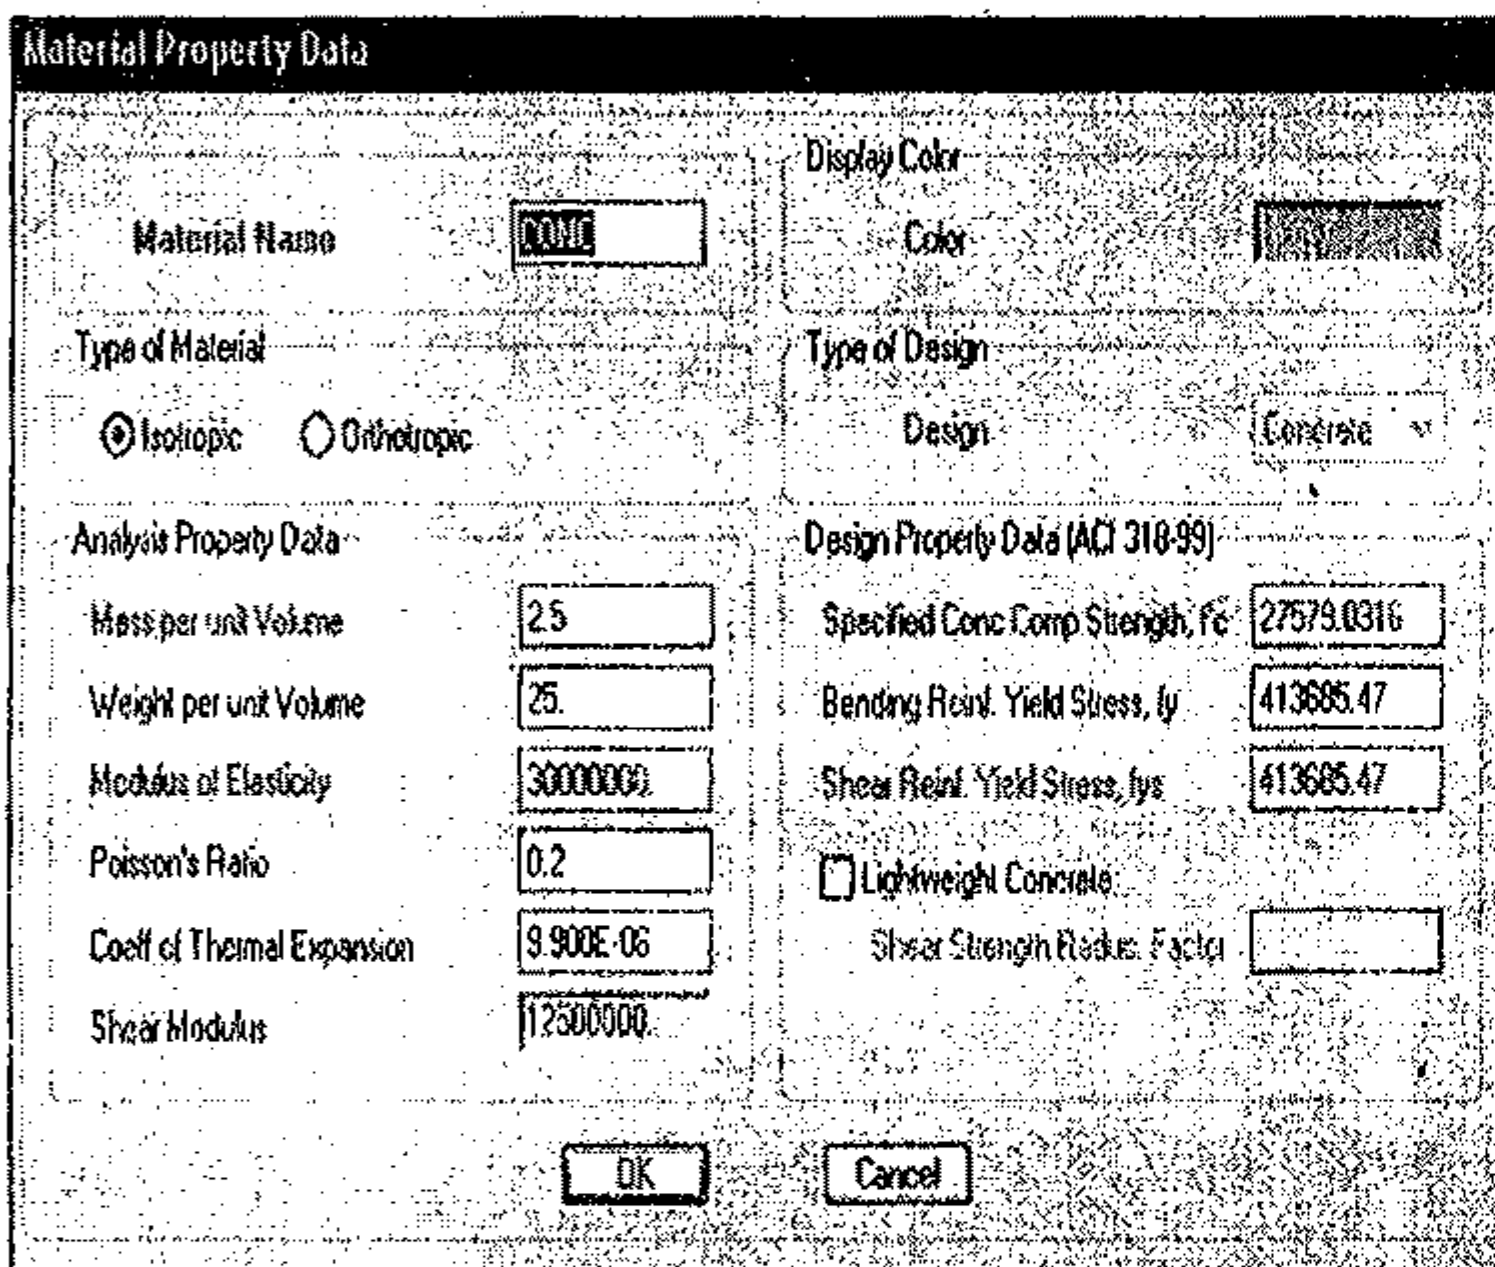 Material Property Data
Material Name CONC
Display Color
Color
Type of Material
Isotropic Orthotropic
Type of Design
Design Concrete
Analysis Property Data
Mass per unit Volume 2.5
Weight per unit Volume 25.
Modulus of Elasticity 30000000.
Poisson's Ratio 0.2
Coeff of Thermal Expansion 9.900E-06
Shear Modulus 12500000.
Design Property Data (ACI 318-99)
Specified Conc Comp Strength, f'c 27579.0316
Bending Reinf. Yield Stress, fy 413685.47
Shear Reinf. Yield Stress, fys 413685.47
Lightweight Concrete
Shear Strength Reduc. Factor
OK Cancel